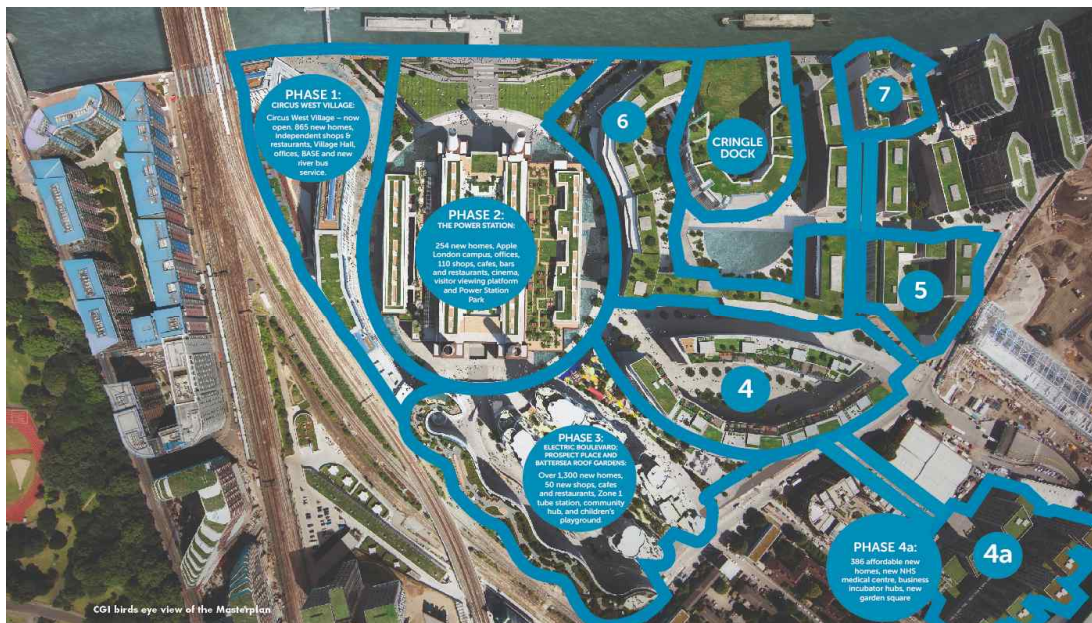 PHASE 1:
CIRCUS WEST VILLAGE:
Circus West Village – now
open. 865 new homes,
independent shops &
restaurants, Village Hall,
offices, BASE and new
river bus
service.
PHASE 2:
THE POWER STATION:
254 new homes, Apple
London campus, offices,
110 shops, cafes, bars
and restaurants, cinema,
visitor viewing platform
and Power Station
Park
6
CRINGLE
DOCK
7
5
4
PHASE 3:
ELECTRIC BOULEVARD,
PROSPECT PLACE AND
BATTERSEA ROOF GARDENS:
Over 1,300 new homes,
50 new shops, cafes
and restaurants, Zone 1
tube station, community
hub, and children's
playground.
PHASE 4a:
386 affordable new
homes, new NHS
medical centre, business
incubator hubs, new
garden square
4a
CGI birds eye view of the Masterplan